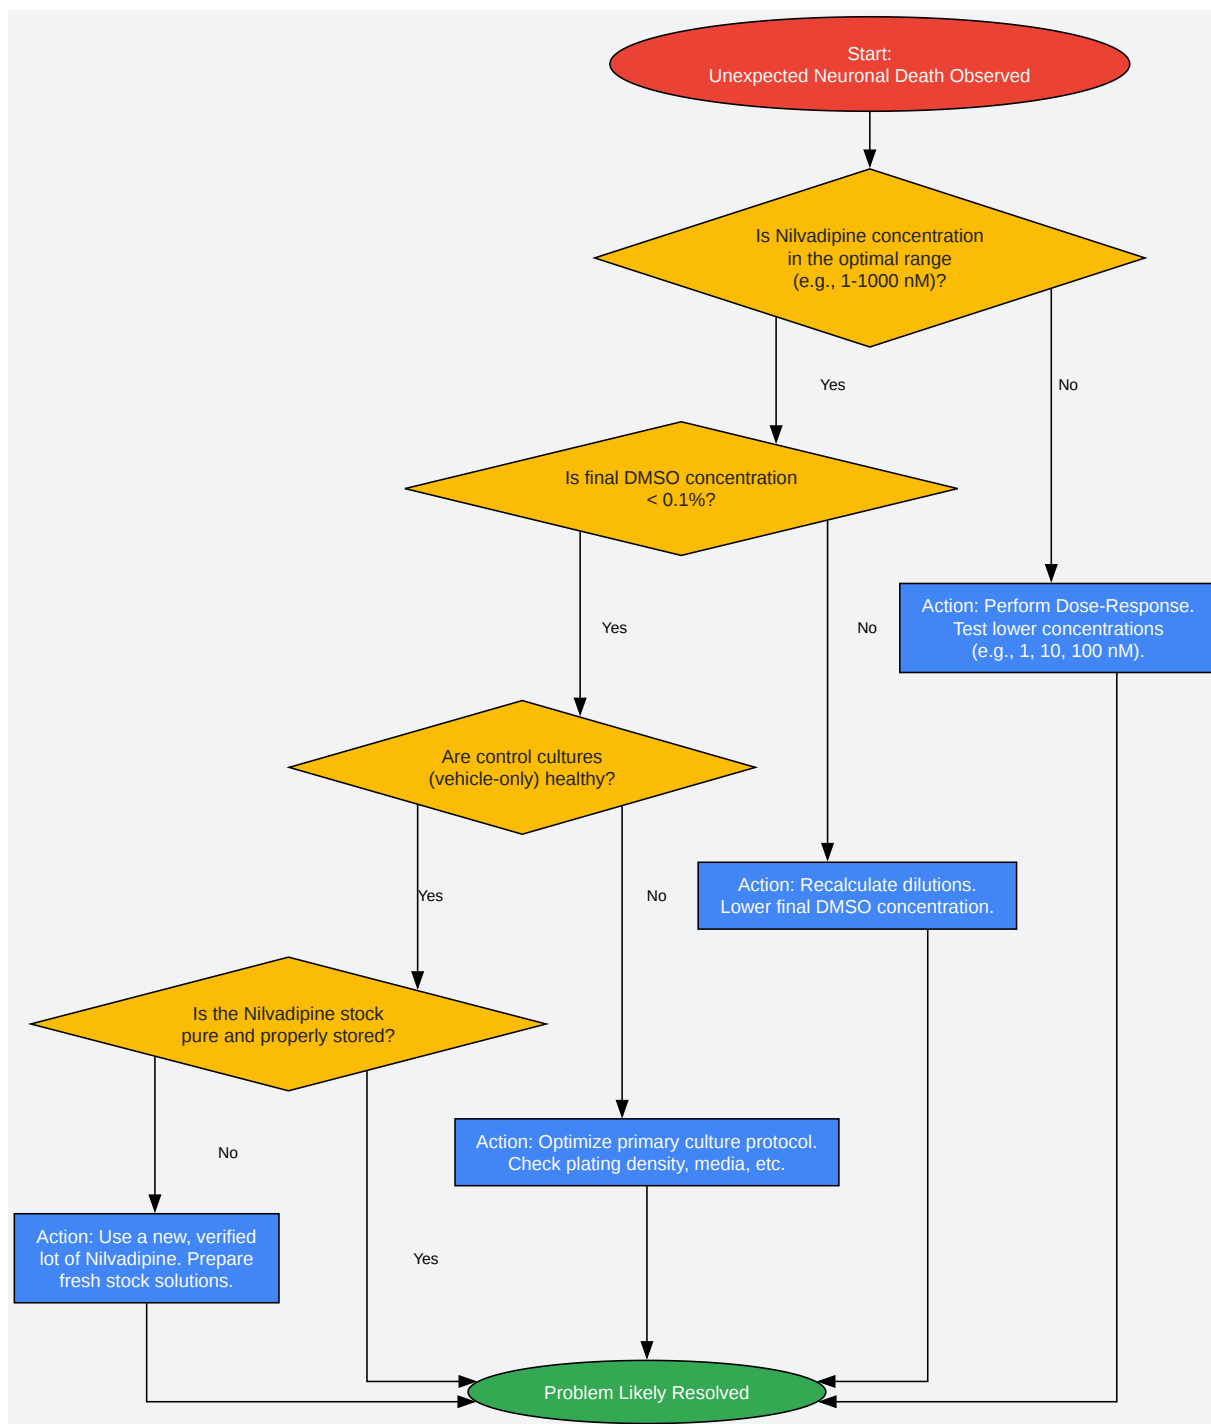 Start:
Unexpected Neuronal Death Observed
Is Nilvadipine concentration
in the optimal range
(e.g., 1-1000 nM)?
Yes
No
Is final DMSO concentration
< 0.1%?
Yes
No
Action: Perform Dose-Response.
Test lower concentrations
(e.g., 1, 10, 100 nM).
Are control cultures
(vehicle-only) healthy?
Yes
No
Action: Recalculate dilutions.
Lower final DMSO concentration.
Is the Nilvadipine stock
pure and properly stored?
No
Yes
Action: Optimize primary culture protocol.
Check plating density, media, etc.
Action: Use a new, verified
lot of Nilvadipine. Prepare
fresh stock solutions.
Problem Likely Resolved